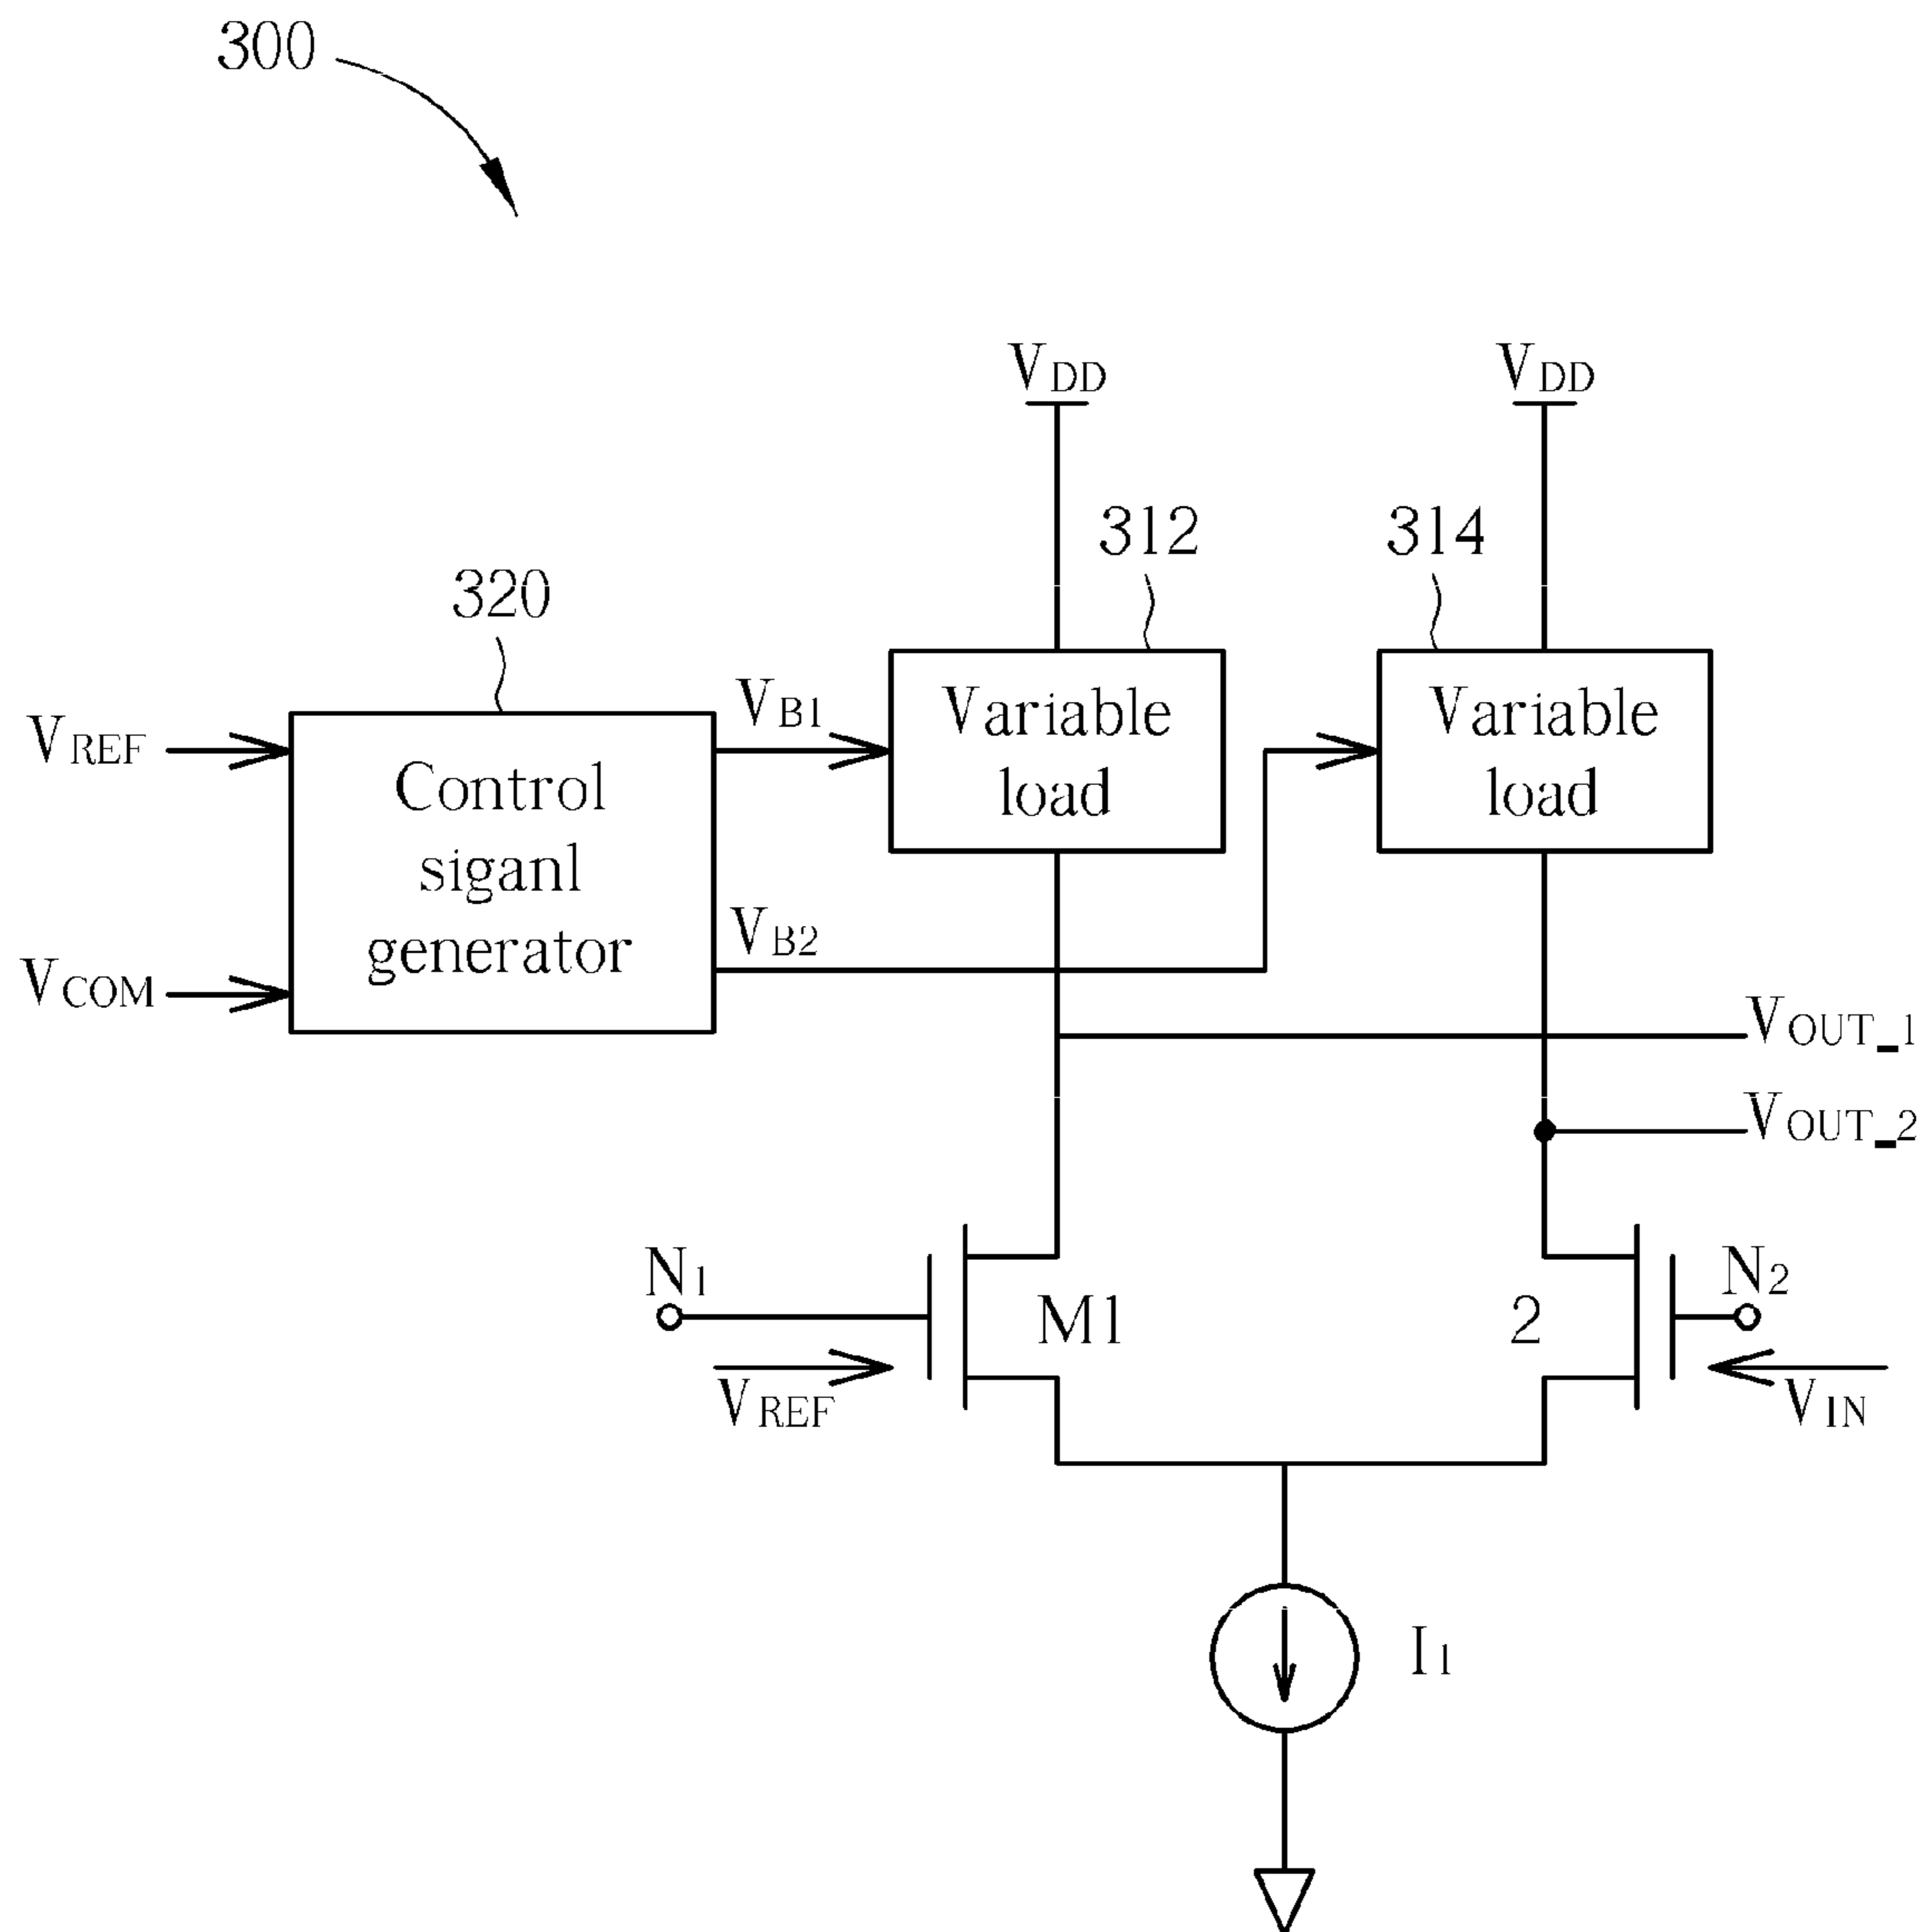 300
VDD
VDD
312
314
320
VREF
VCOM
Control
siganl
generator
VB1
VB2
Variable
load
Variable
load
VOUT_1
VOUT_2
N1
M1
VREF
2
N2
VIN
I1